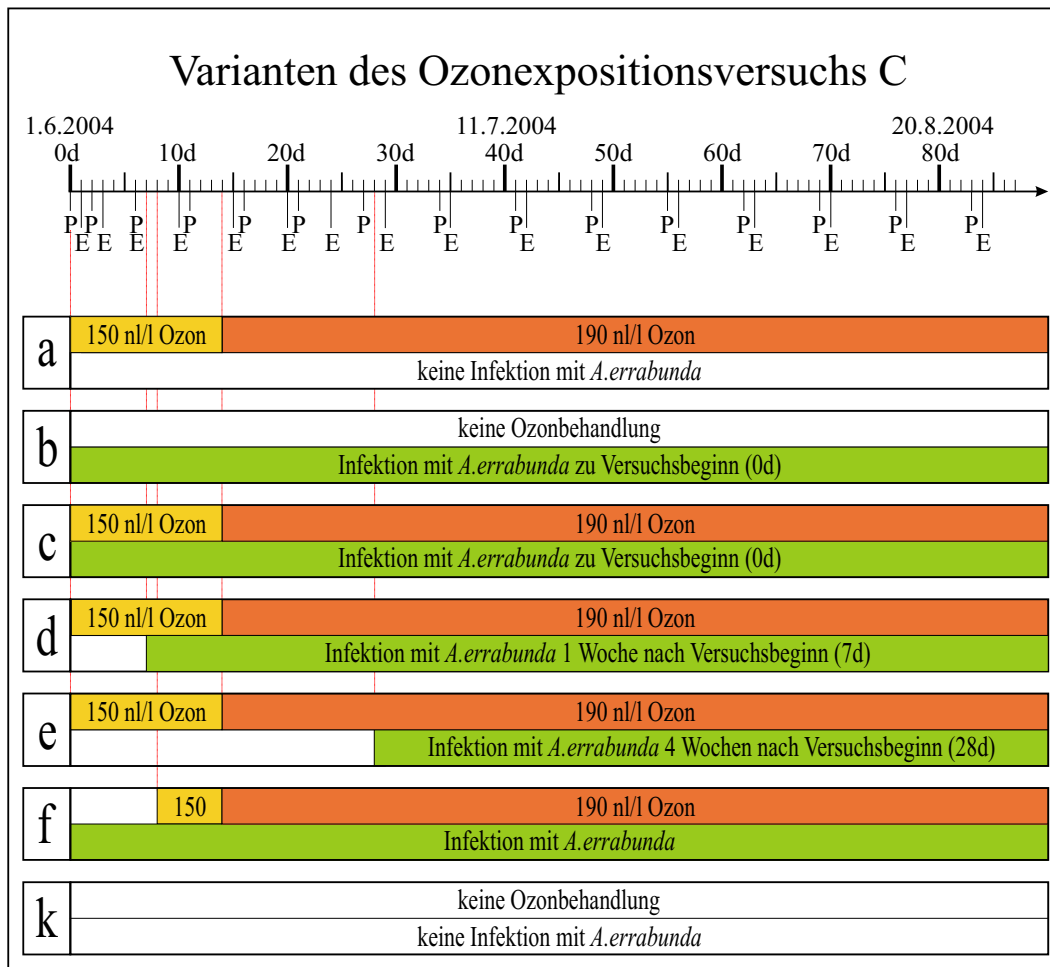 Varianten des Ozonexpositionsversuchs C
1.6.2004 11.7.2004 20.8.2004
0d 10d 20d 30d 40d 50d 60d 70d 80d
P P P P P P P P P P P P P P
E E E E E E E E E E E E E E E E
a
150 nl/l Ozon 190 nl/l Ozon
keine Infektion mit A.errabunda
b
keine Ozonbehandlung
Infektion mit A.errabunda zu Versuchsbeginn (0d)
c
150 nl/l Ozon 190 nl/l Ozon
Infektion mit A.errabunda zu Versuchsbeginn (0d)
d
150 nl/l Ozon 190 nl/l Ozon
Infektion mit A.errabunda 1 Woche nach Versuchsbeginn (7d)
e
150 nl/l Ozon 190 nl/l Ozon
Infektion mit A.errabunda 4 Wochen nach Versuchsbeginn (28d)
f
150 190 nl/l Ozon
Infektion mit A.errabunda
k
keine Ozonbehandlung
keine Infektion mit A.errabunda